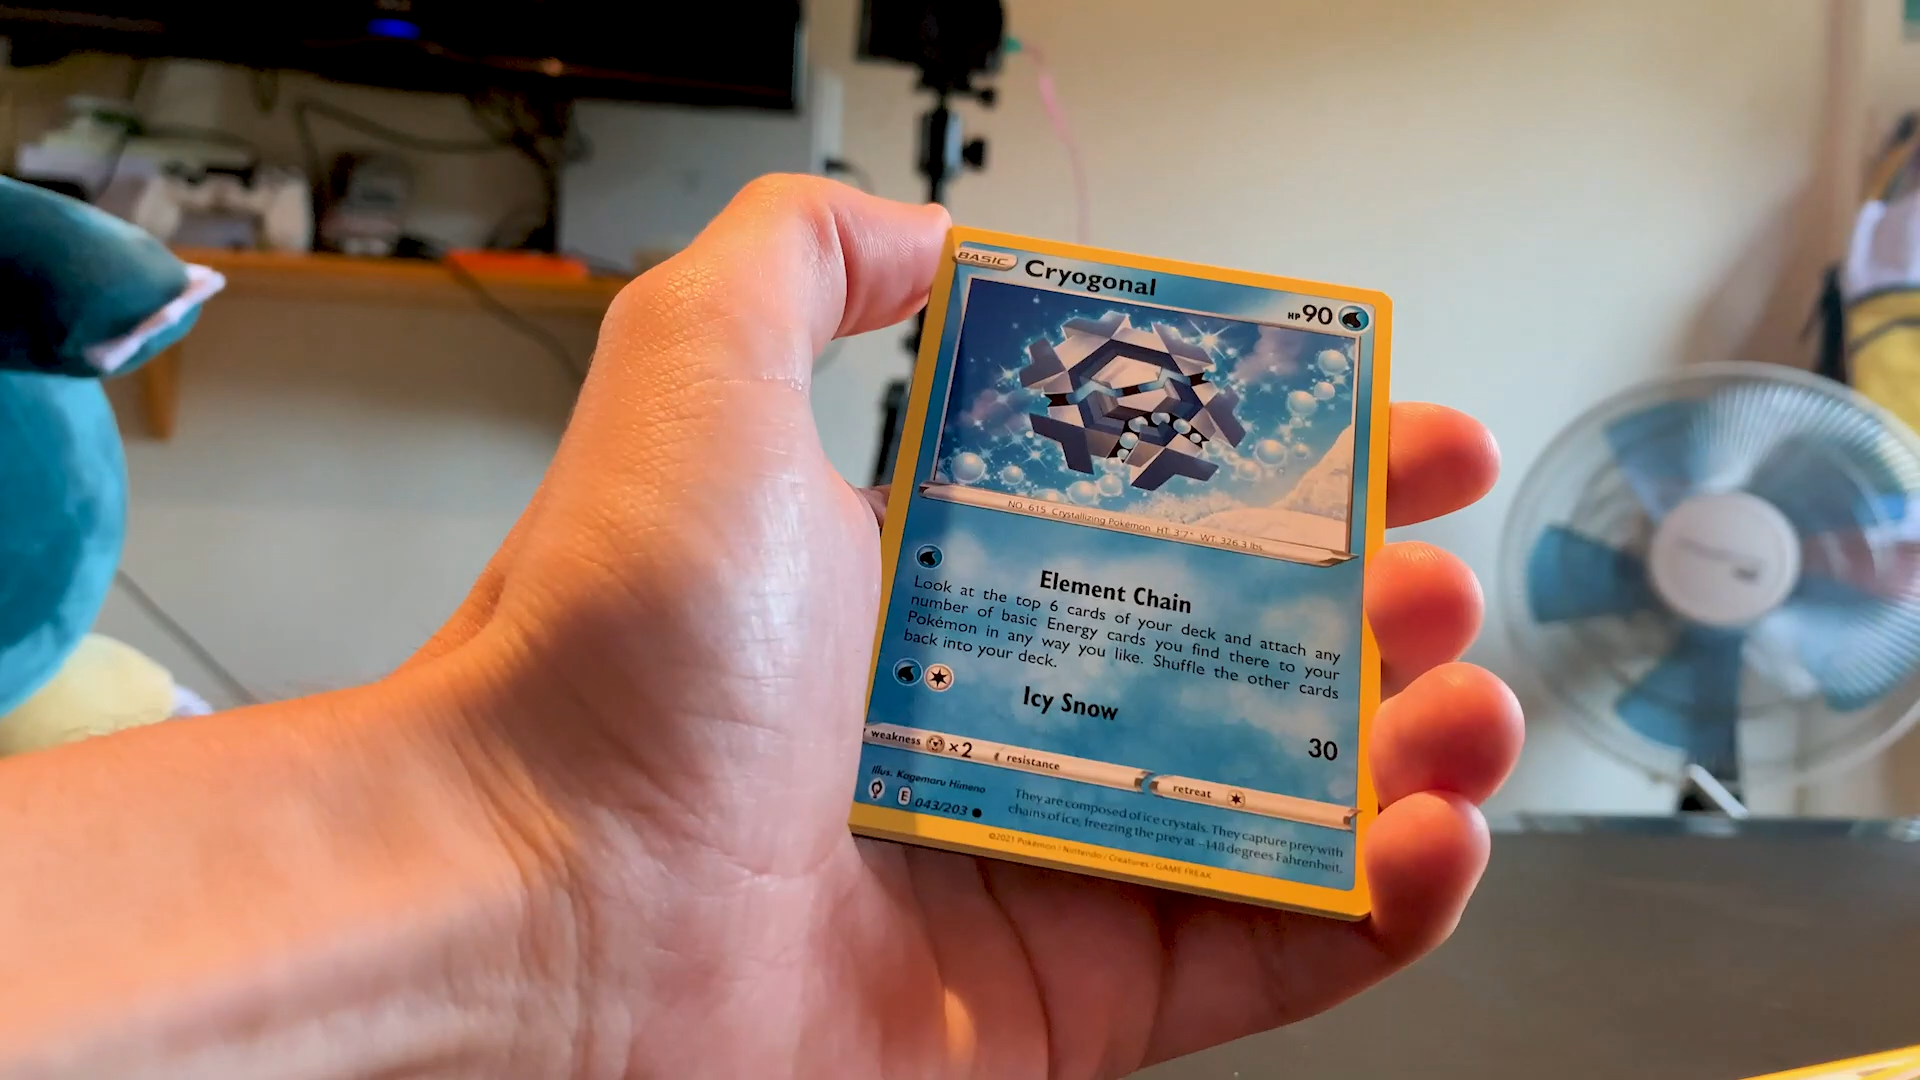 BASIC Cryogonal HP 90
NO. 615 Crystallizing Pokémon HT: 3'7" WT: 326.3 lbs.
Element Chain
Look at the top 6 cards of your deck and attach any
number of basic Energy cards you find there to your
Pokémon in any way you like. Shuffle the other cards
back into your deck.
Icy Snow 30
weakness ×2 resistance retreat
Illus. Kagemaru Himeno
E 043/203
They are composed of ice crystals. They capture prey with
chains of ice, freezing the prey at -148 degrees Fahrenheit.
©2021 Pokémon / Nintendo / Creatures / GAME FREAK